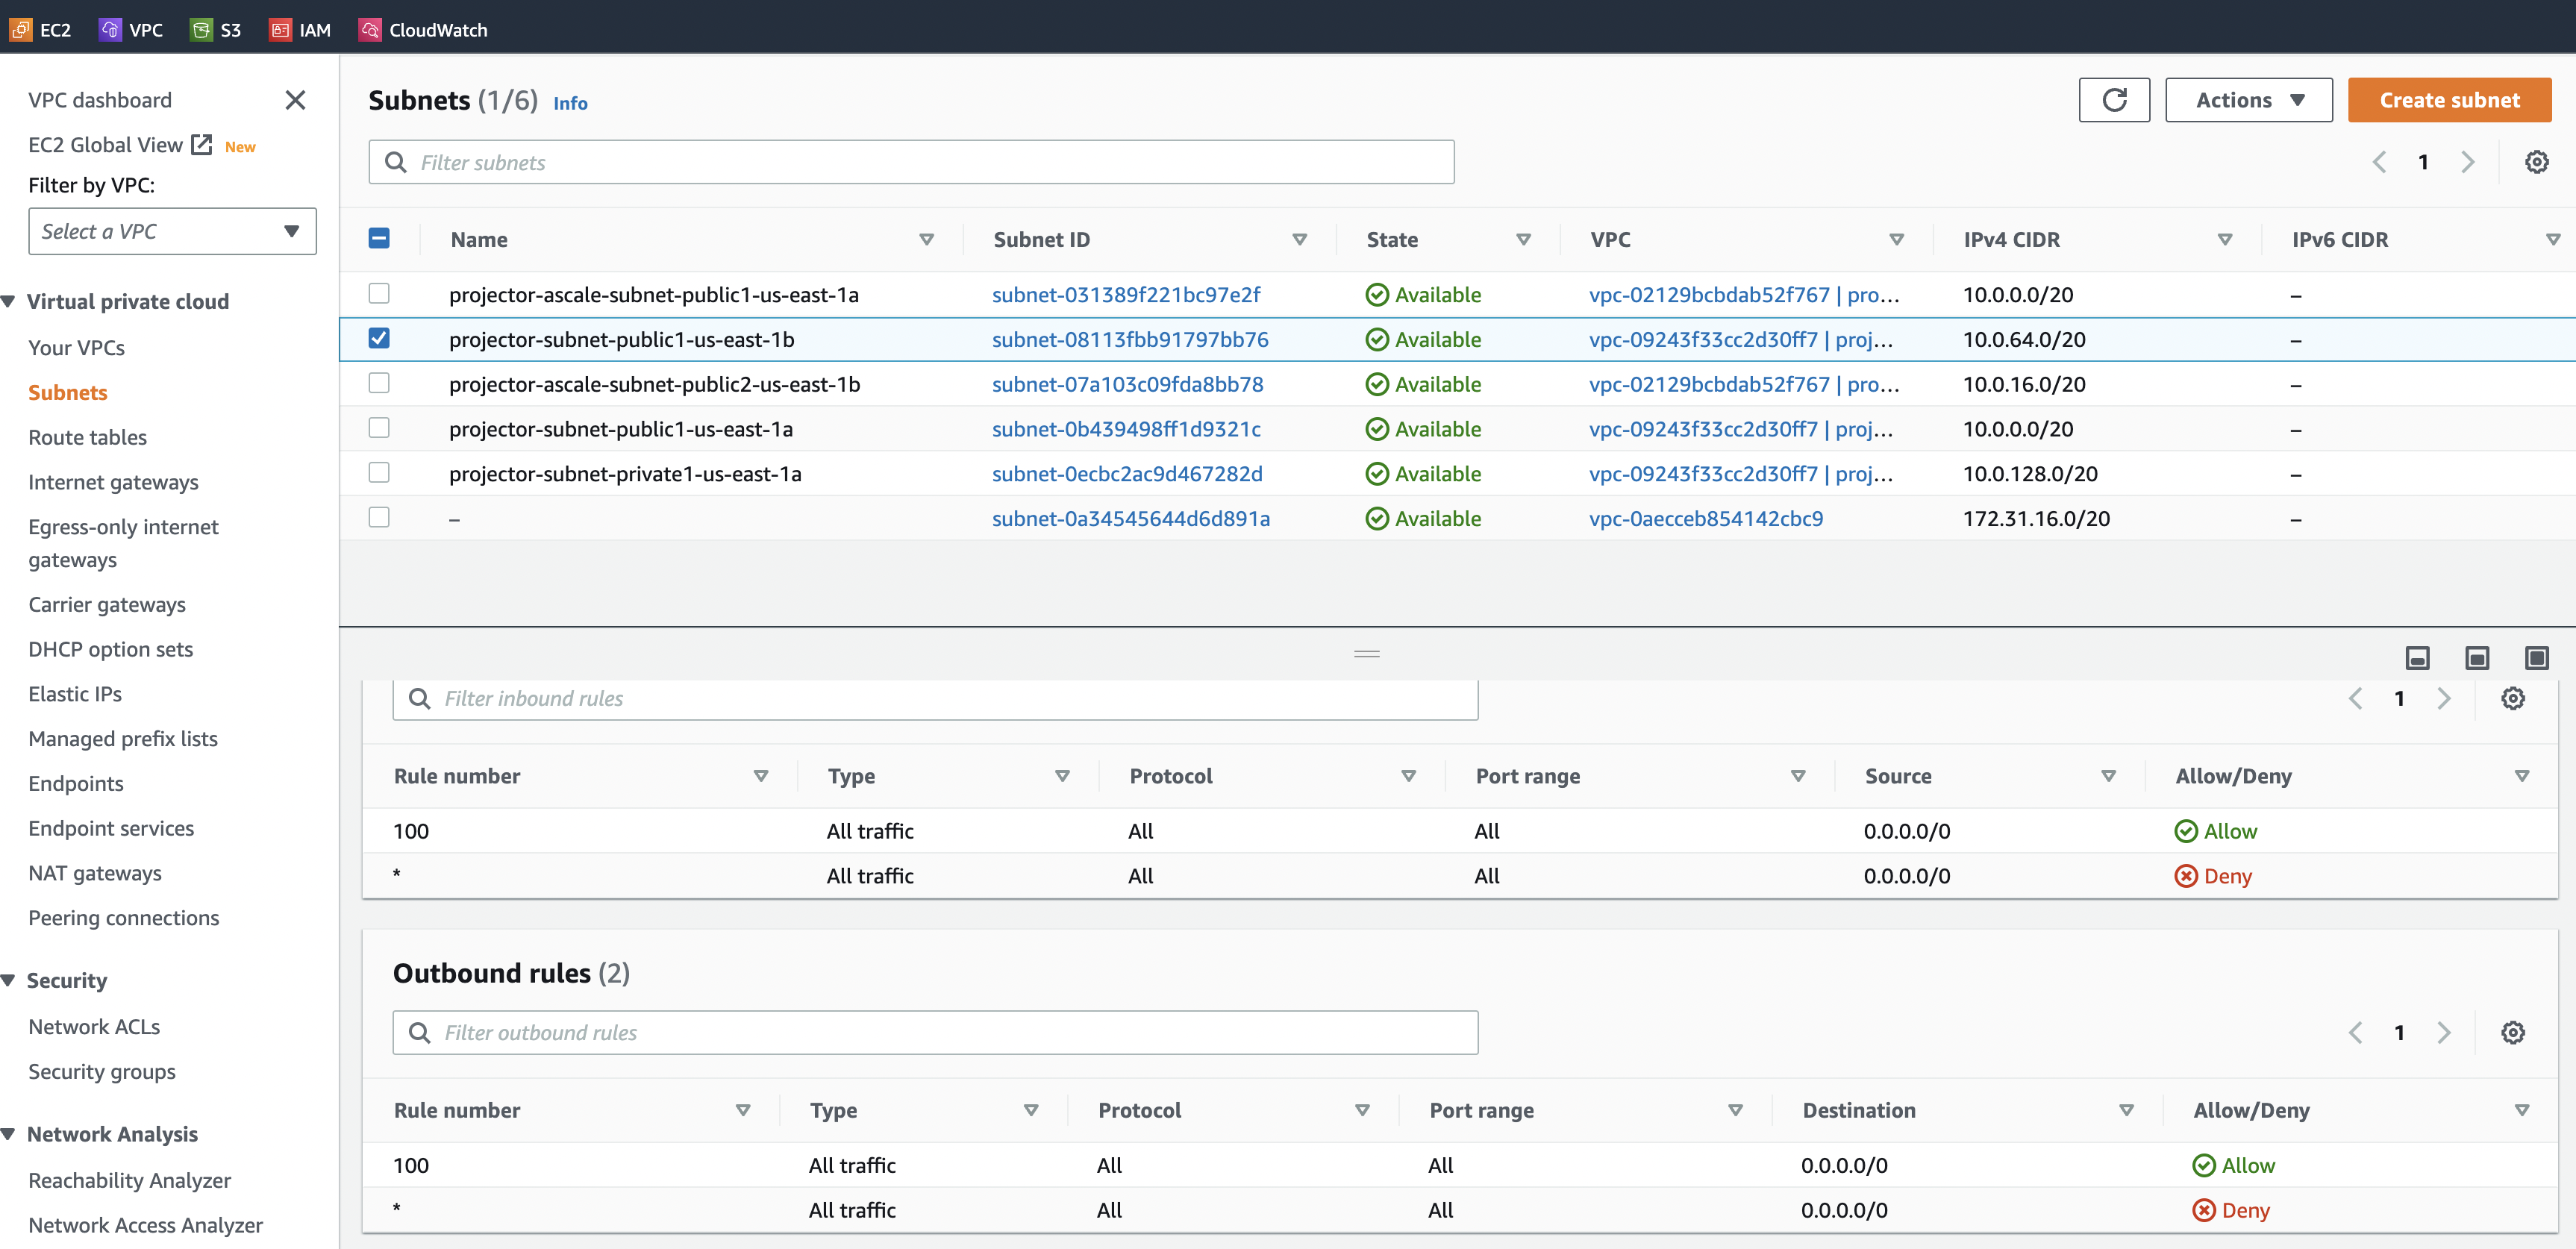 EC2 VPC S3 IAM CloudWatch
VPC dashboard
EC2 Global View New
Filter by VPC:
Select a VPC
Virtual private cloud
Your VPCs
Subnets
Route tables
Internet gateways
Egress-only internet
gateways
Carrier gateways
DHCP option sets
Elastic IPs
Managed prefix lists
Endpoints
Endpoint services
NAT gateways
Peering connections
Security
Network ACLs
Security groups
Network Analysis
Reachability Analyzer
Network Access Analyzer
Subnets (1/6) Info
Actions
Create subnet
Filter subnets
1
Name Subnet ID State VPC IPv4 CIDR IPv6 CIDR
projector-ascale-subnet-public1-us-east-1a subnet-031389f221bc97e2f Available vpc-02129bcbdab52f767 | pro... 10.0.0.0/20 –
projector-subnet-public1-us-east-1b subnet-08113fbb91797bb76 Available vpc-09243f33cc2d30ff7 | proj... 10.0.64.0/20 –
projector-ascale-subnet-public2-us-east-1b subnet-07a103c09fda8bb78 Available vpc-02129bcbdab52f767 | pro... 10.0.16.0/20 –
projector-subnet-public1-us-east-1a subnet-0b439498ff1d9321c Available vpc-09243f33cc2d30ff7 | proj... 10.0.0.0/20 –
projector-subnet-private1-us-east-1a subnet-0ecbc2ac9d467282d Available vpc-09243f33cc2d30ff7 | proj... 10.0.128.0/20 –
– subnet-0a34545644d6d891a Available vpc-0aecceb854142cbc9 172.31.16.0/20 –
Filter inbound rules
1
Rule number Type Protocol Port range Source Allow/Deny
100 All traffic All All 0.0.0.0/0 Allow
* All traffic All All 0.0.0.0/0 Deny
Outbound rules (2)
Filter outbound rules
1
Rule number Type Protocol Port range Destination Allow/Deny
100 All traffic All All 0.0.0.0/0 Allow
* All traffic All All 0.0.0.0/0 Deny